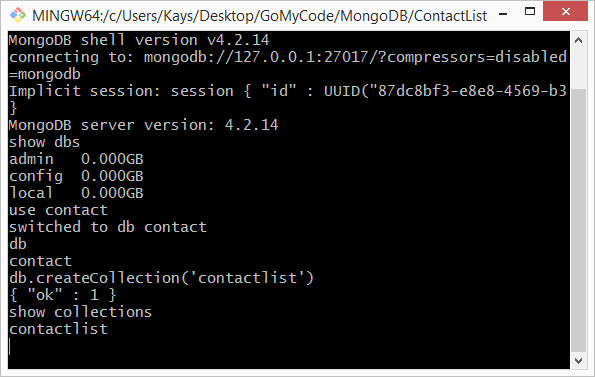 MINGW64:/c/Users/Kays/Desktop/GoMyCode/MongoDB/ContactList
MongoDB shell version v4.2.14
connecting to: mongodb://127.0.0.1:27017/?compressors=disabled
=mongodb
Implicit session: session { "id" : UUID("87dc8bf3-e8e8-4569-b3
}
MongoDB server version: 4.2.14
show dbs
admin   0.000GB
config  0.000GB
local   0.000GB
use contact
switched to db contact
db
contact
db.createCollection('contactlist')
{ "ok" : 1 }
show collections
contactlist